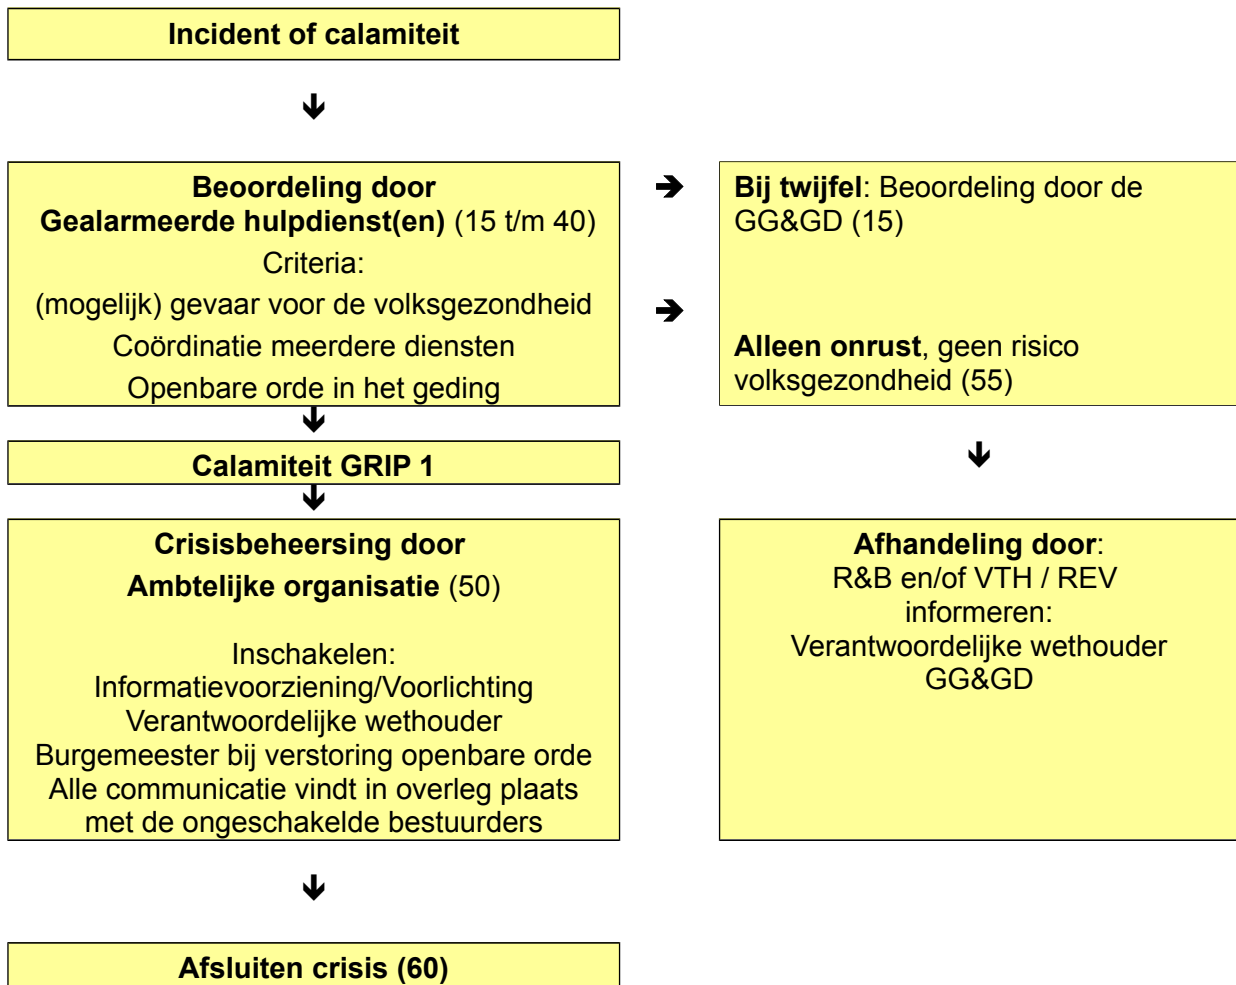 Incident of calamiteit
Beoordeling door
Gealarmeerde hulpdienst(en) (15 t/m 40)
Criteria:
(mogelijk) gevaar voor de volksgezondheid
Coördinatie meerdere diensten
Openbare orde in het geding
Bij twijfel: Beoordeling door de
GG&GD (15)
Alleen onrust, geen risico
volksgezondheid (55)
Calamiteit GRIP 1
Crisisbeheersing door
Ambtelijke organisatie (50)
Inschakelen:
Informatievoorziening/Voorlichting
Verantwoordelijke wethouder
Burgemeester bij verstoring openbare orde
Alle communicatie vindt in overleg plaats
met de ongeschakelde bestuurders
Afhandeling door:
R&B en/of VTH / REV
informeren:
Verantwoordelijke wethouder
GG&GD
Afsluiten crisis (60)